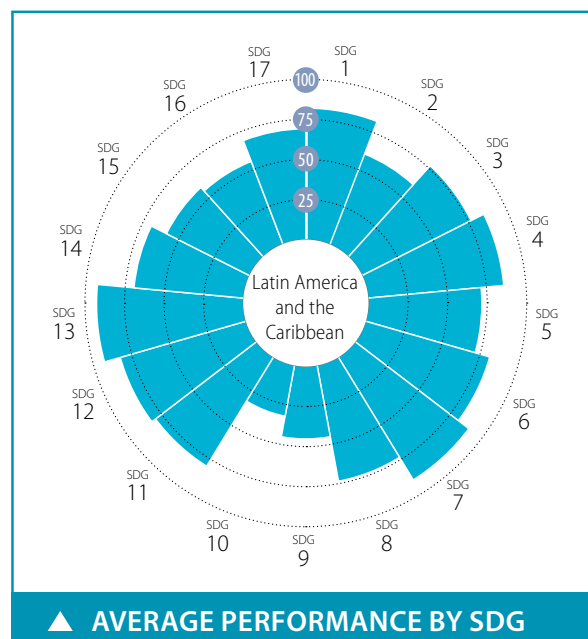 SDG
1
SDG
2
SDG
3
SDG
4
SDG
5
SDG
6
SDG
7
SDG
8
SDG
9
SDG
10
SDG
11
SDG
12
SDG
13
SDG
14
SDG
15
SDG
16
SDG
17
100
75
50
25
Latin America
and the
Caribbean
▲ AVERAGE PERFORMANCE BY SDG